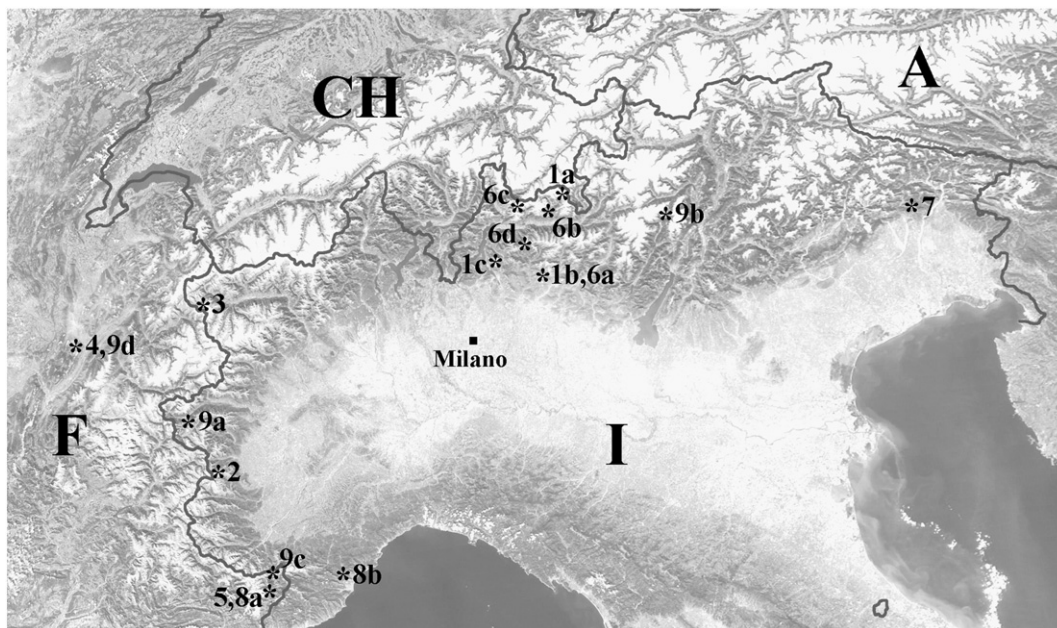 A
CH
1a
6c *
*
* 6b
* 9b
* 7
6d *
1c *
* 1b,6a
* 3
* 4,9d
Milano
F
* 9a
I
* 2
* 9c
* 8b
5,8a *